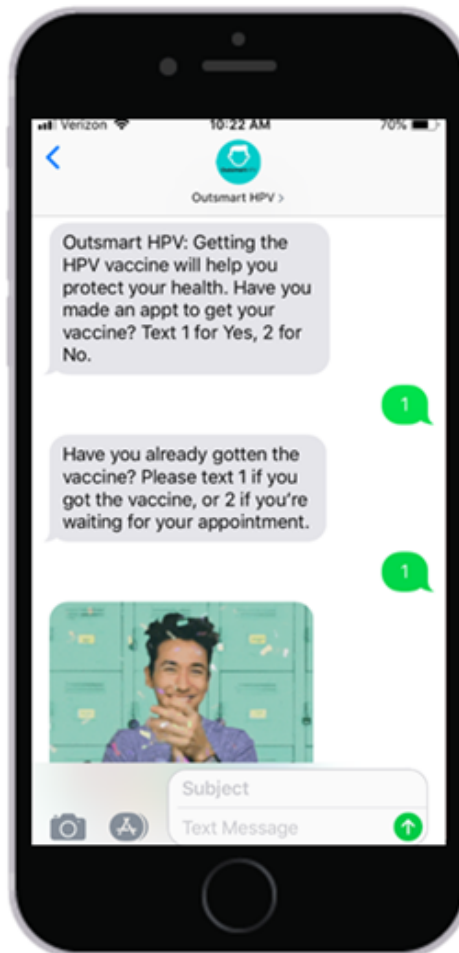 Verizon 10:22 AM 70%
Outsmart HPV >
Outsmart HPV: Getting the
HPV vaccine will help you
protect your health. Have you
made an appt to get your
vaccine? Text 1 for Yes, 2 for
No.
1
Have you already gotten the
vaccine? Please text 1 if you
got the vaccine, or 2 if you're
waiting for your appointment.
1
Subject
Text Message